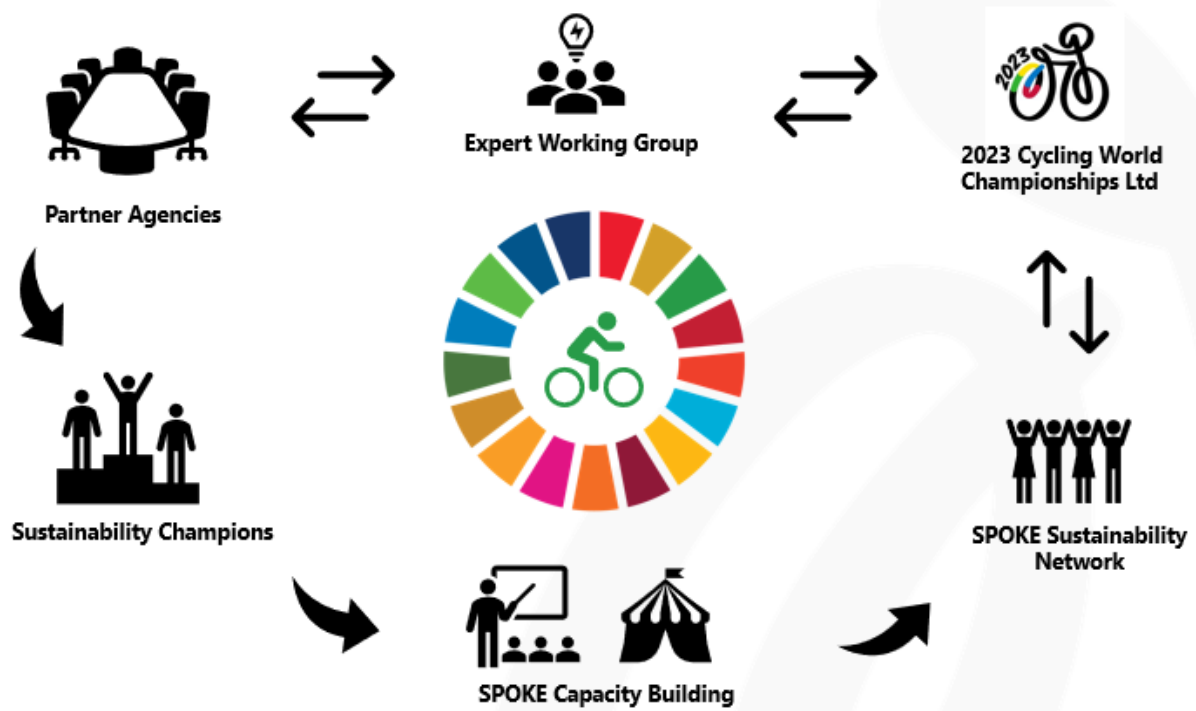 Expert Working Group
2023
2023 Cycling World
Championships Ltd
Partner Agencies
Sustainability Champions
SPOKE Sustainability
Network
SPOKE Capacity Building